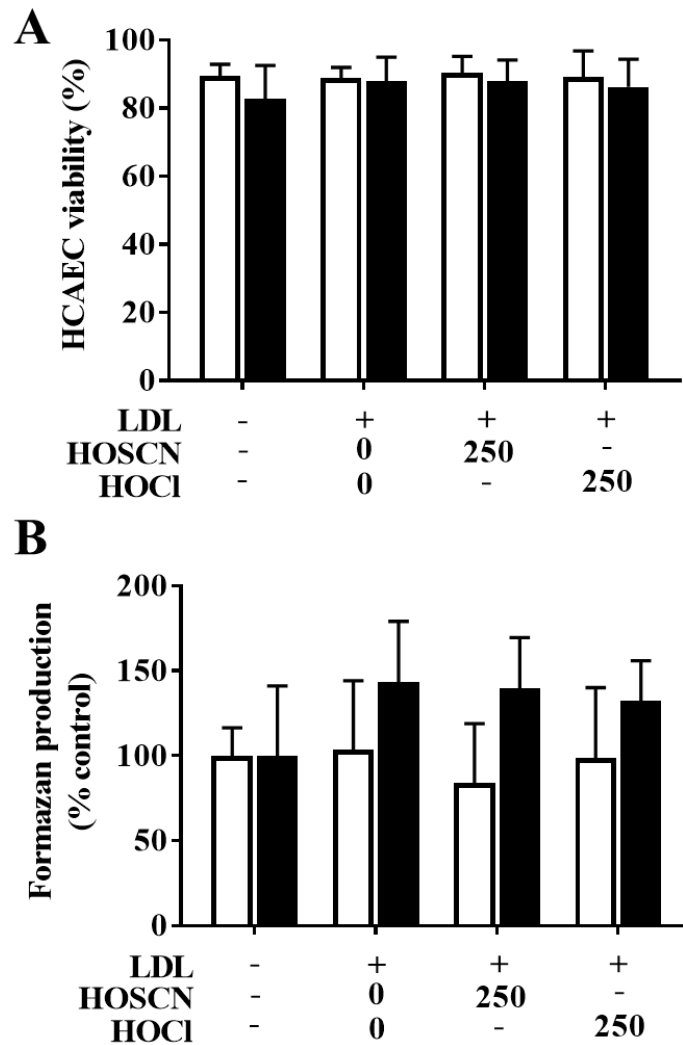 A
HCAEC viability (%)
100
80
60
40
20
0
LDL - + + +
HOSCN - 0 250 -
HOCl - 0 - 250
B
Formazan production
(% control)
200
150
100
50
0
LDL - + + +
HOSCN - 0 250 -
HOCl - 0 - 250